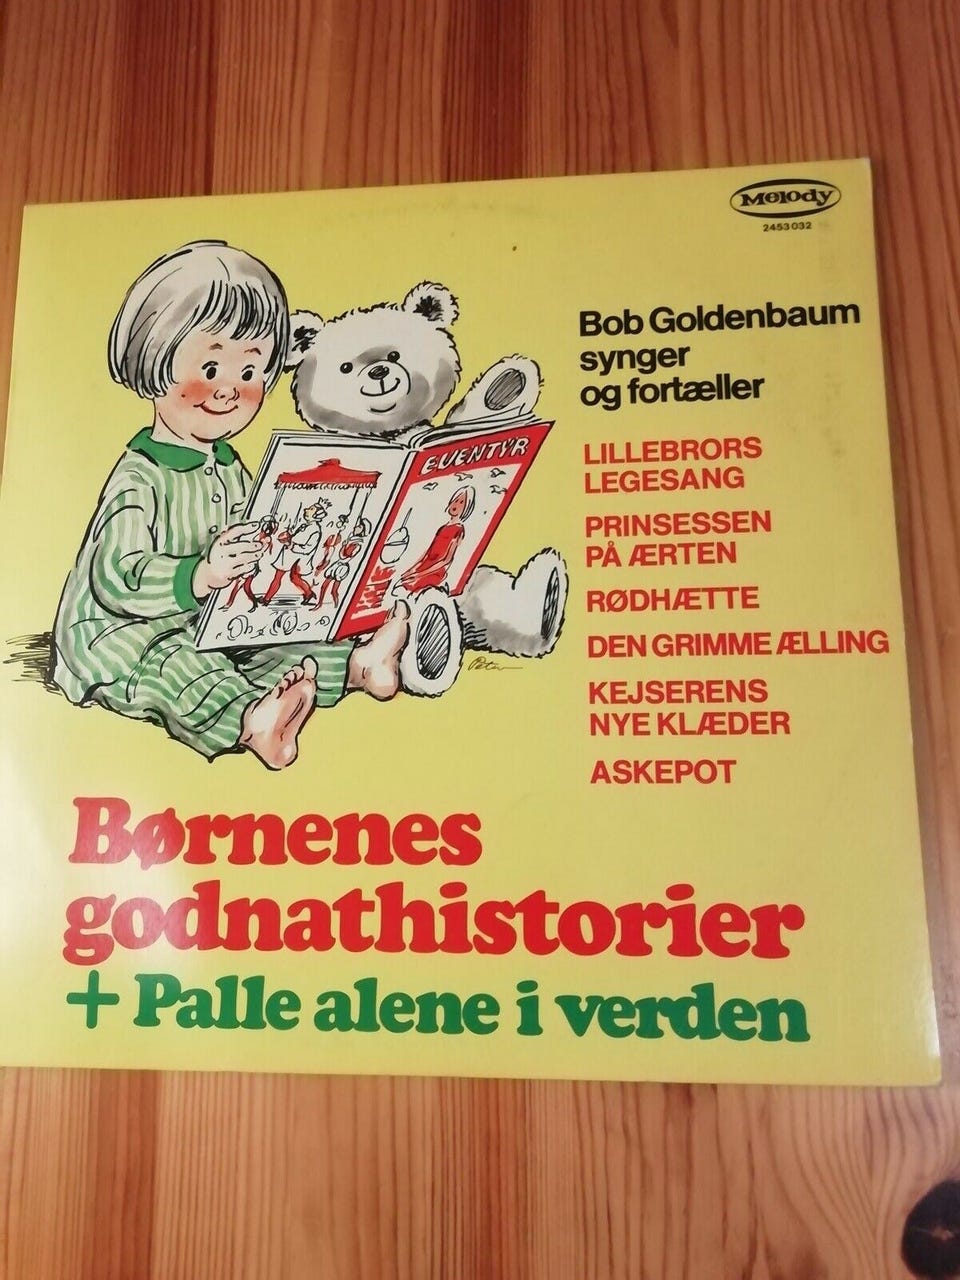 Melody
2453 032
Bob Goldenbaum
synger
og fortæller
LILLEBRORS
LEGESANG
PRINSESSEN
PÅ ÆRTEN
RØDHÆTTE
DEN GRIMME ÆLLING
KEJSERENS
NYE KLÆDER
ASKEPOT
EVENTYR
Peter
Børnenes
godnathistorier
+ Palle alene i verden